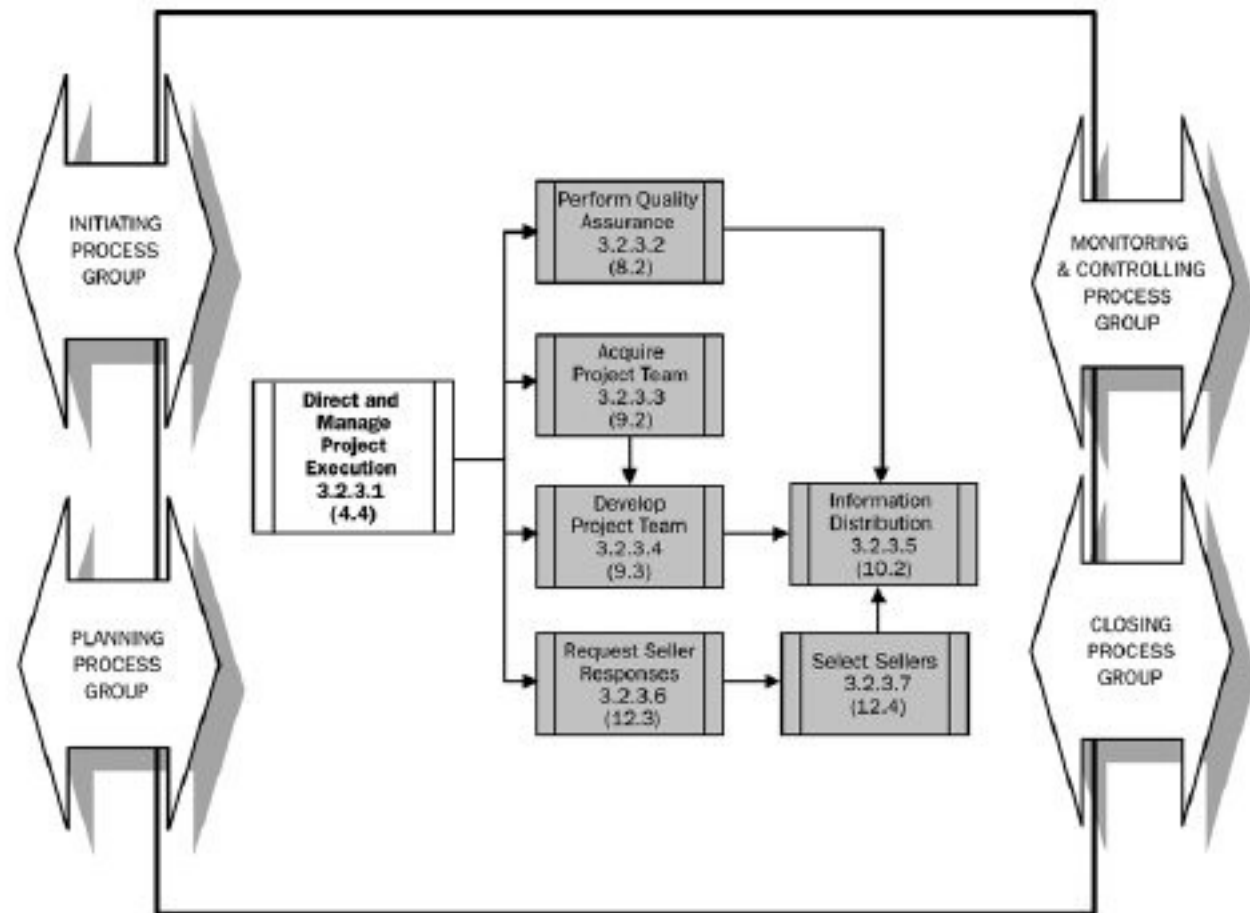 INITIATING
PROCESS
GROUP
PLANNING
PROCESS
GROUP
Direct and
Manage
Project
Execution
3.2.3.1
(4.4)
Perform Quality
Assurance
3.2.3.2
(8.2)
Acquire
Project Team
3.2.3.3
(9.2)
Develop
Project Team
3.2.3.4
(9.3)
Request Seller
Responses
3.2.3.6
(12.3)
Information
Distribution
3.2.3.5
(10.2)
Select Sellers
3.2.3.7
(12.4)
MONITORING
& CONTROLLING
PROCESS
GROUP
CLOSING
PROCESS
GROUP